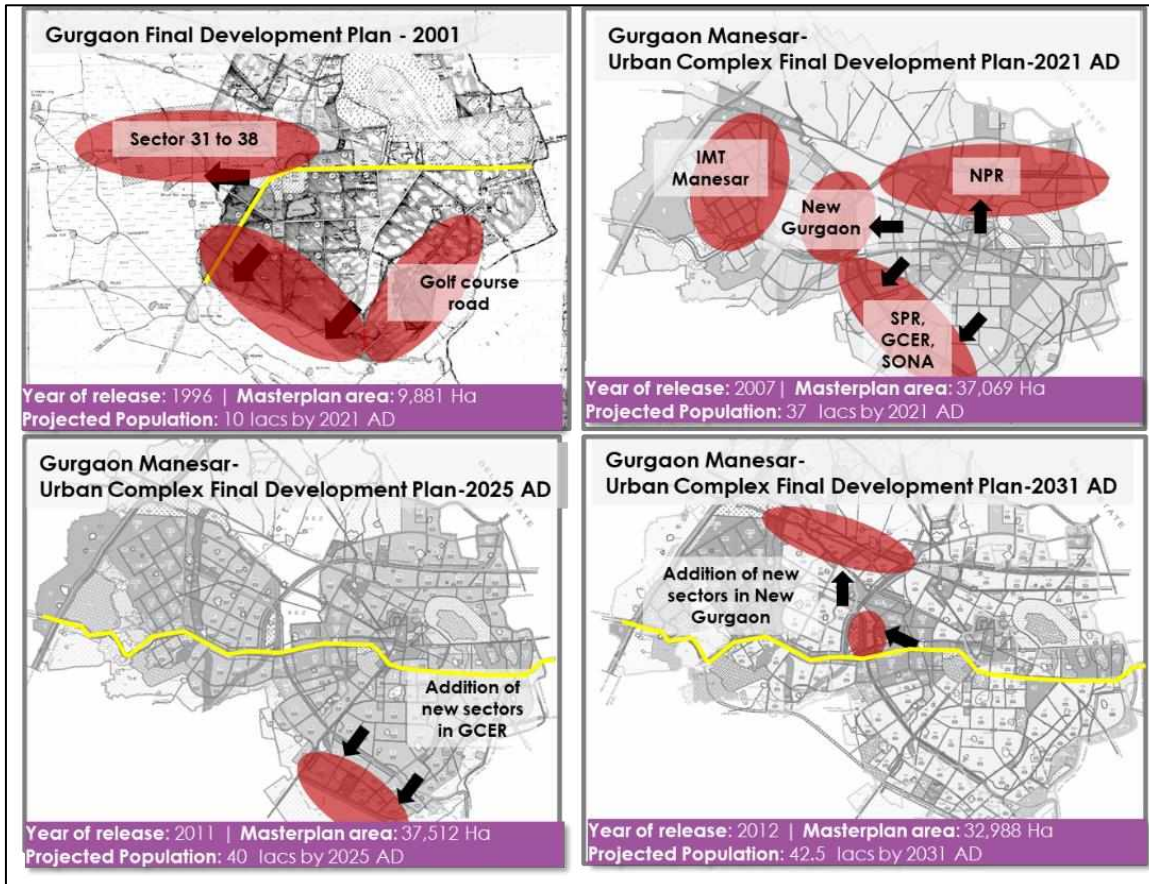 Gurgaon Final Development Plan - 2001
Sector 31 to 38
Golf course
road
Year of release: 1996 | Masterplan area: 9,881 Ha
Projected Population: 10 lacs by 2021 AD
Gurgaon Manesar-
Urban Complex Final Development Plan-2021 AD
IMT
Manesar
New
Gurgaon
NPR
SPR,
GCER,
SONA
Year of release: 2007| Masterplan area: 37,069 Ha
Projected Population: 37 lacs by 2021 AD
Gurgaon Manesar-
Urban Complex Final Development Plan-2025 AD
Addition of
new sectors
in GCER
Year of release: 2011 | Masterplan area: 37,512 Ha
Projected Population: 40 lacs by 2025 AD
Gurgaon Manesar-
Urban Complex Final Development Plan-2031 AD
Addition of new
sectors in New
Gurgaon
Year of release: 2012 | Masterplan area: 32,988 Ha
Projected Population: 42.5 lacs by 2031 AD